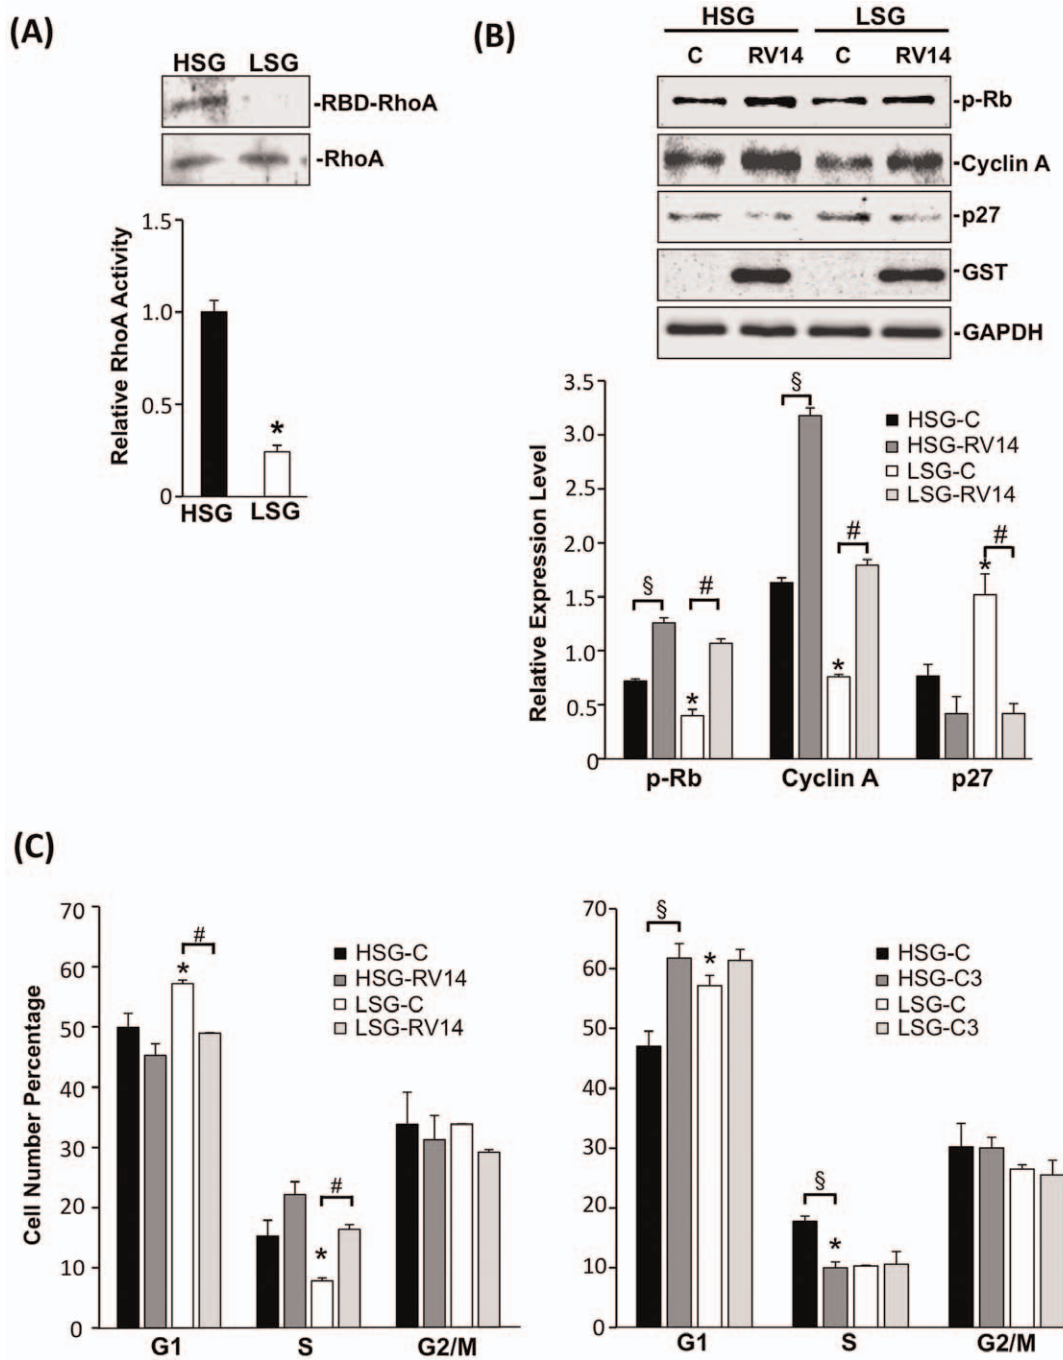 (A)
HSG LSG
-RBD-RhoA
-RhoA
1.5
1.0
0.5
0
Relative RhoA Activity
*
HSG LSG
(B)
HSG LSG
C RV14 C RV14
-p-Rb
-Cyclin A
-p27
-GST
-GAPDH
3.5
3.0
2.5
2.0
1.5
1.0
0.5
0
Relative Expression Level
HSG-C
HSG-RV14
LSG-C
LSG-RV14
§ # *
§ # *
# *
p-Rb Cyclin A p27
(C)
70
60
50
40
30
20
10
0
Cell Number Percentage
HSG-C
HSG-RV14
LSG-C
LSG-RV14
# *
# *
G1 S G2/M
70
60
50
40
30
20
10
0
HSG-C
HSG-C3
LSG-C
LSG-C3
§ *
§ *
G1 S G2/M